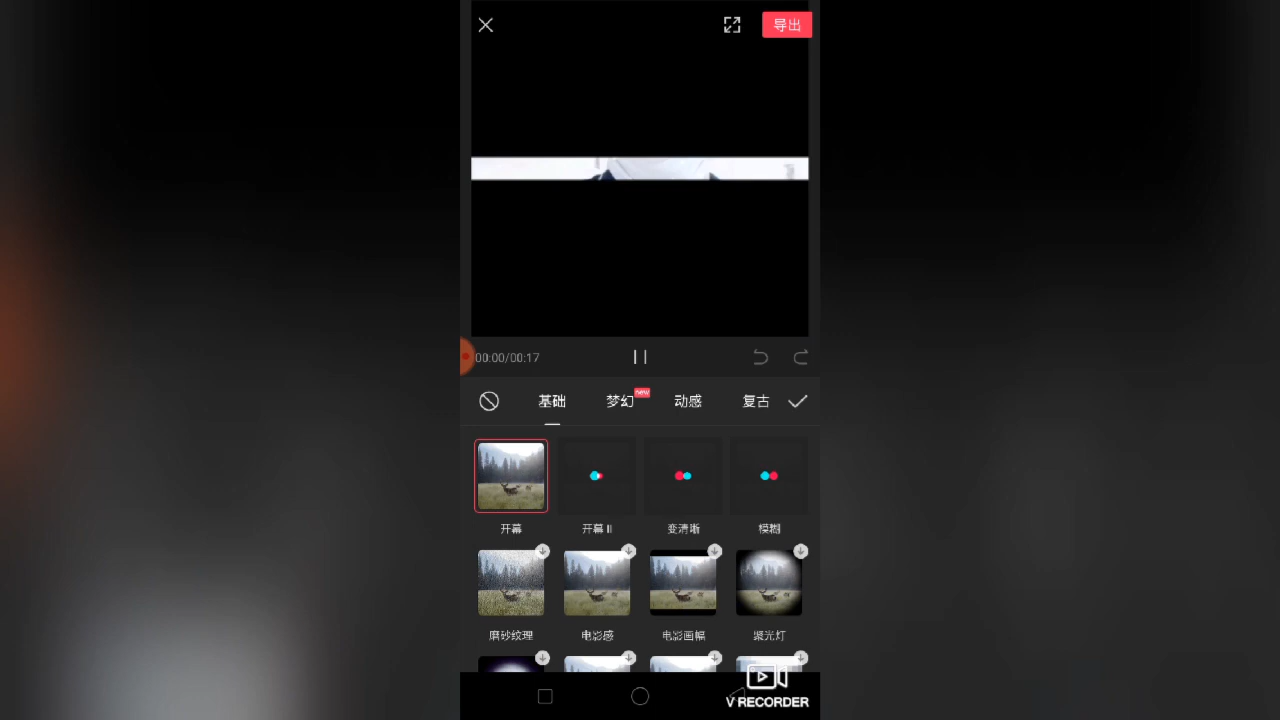 导出
00:00/00:17
基础 梦幻 new 动感 复古
开幕 开幕 II 变清晰 模糊
磨砂纹理 电影感 电影画幅 聚光灯
V RECORDER